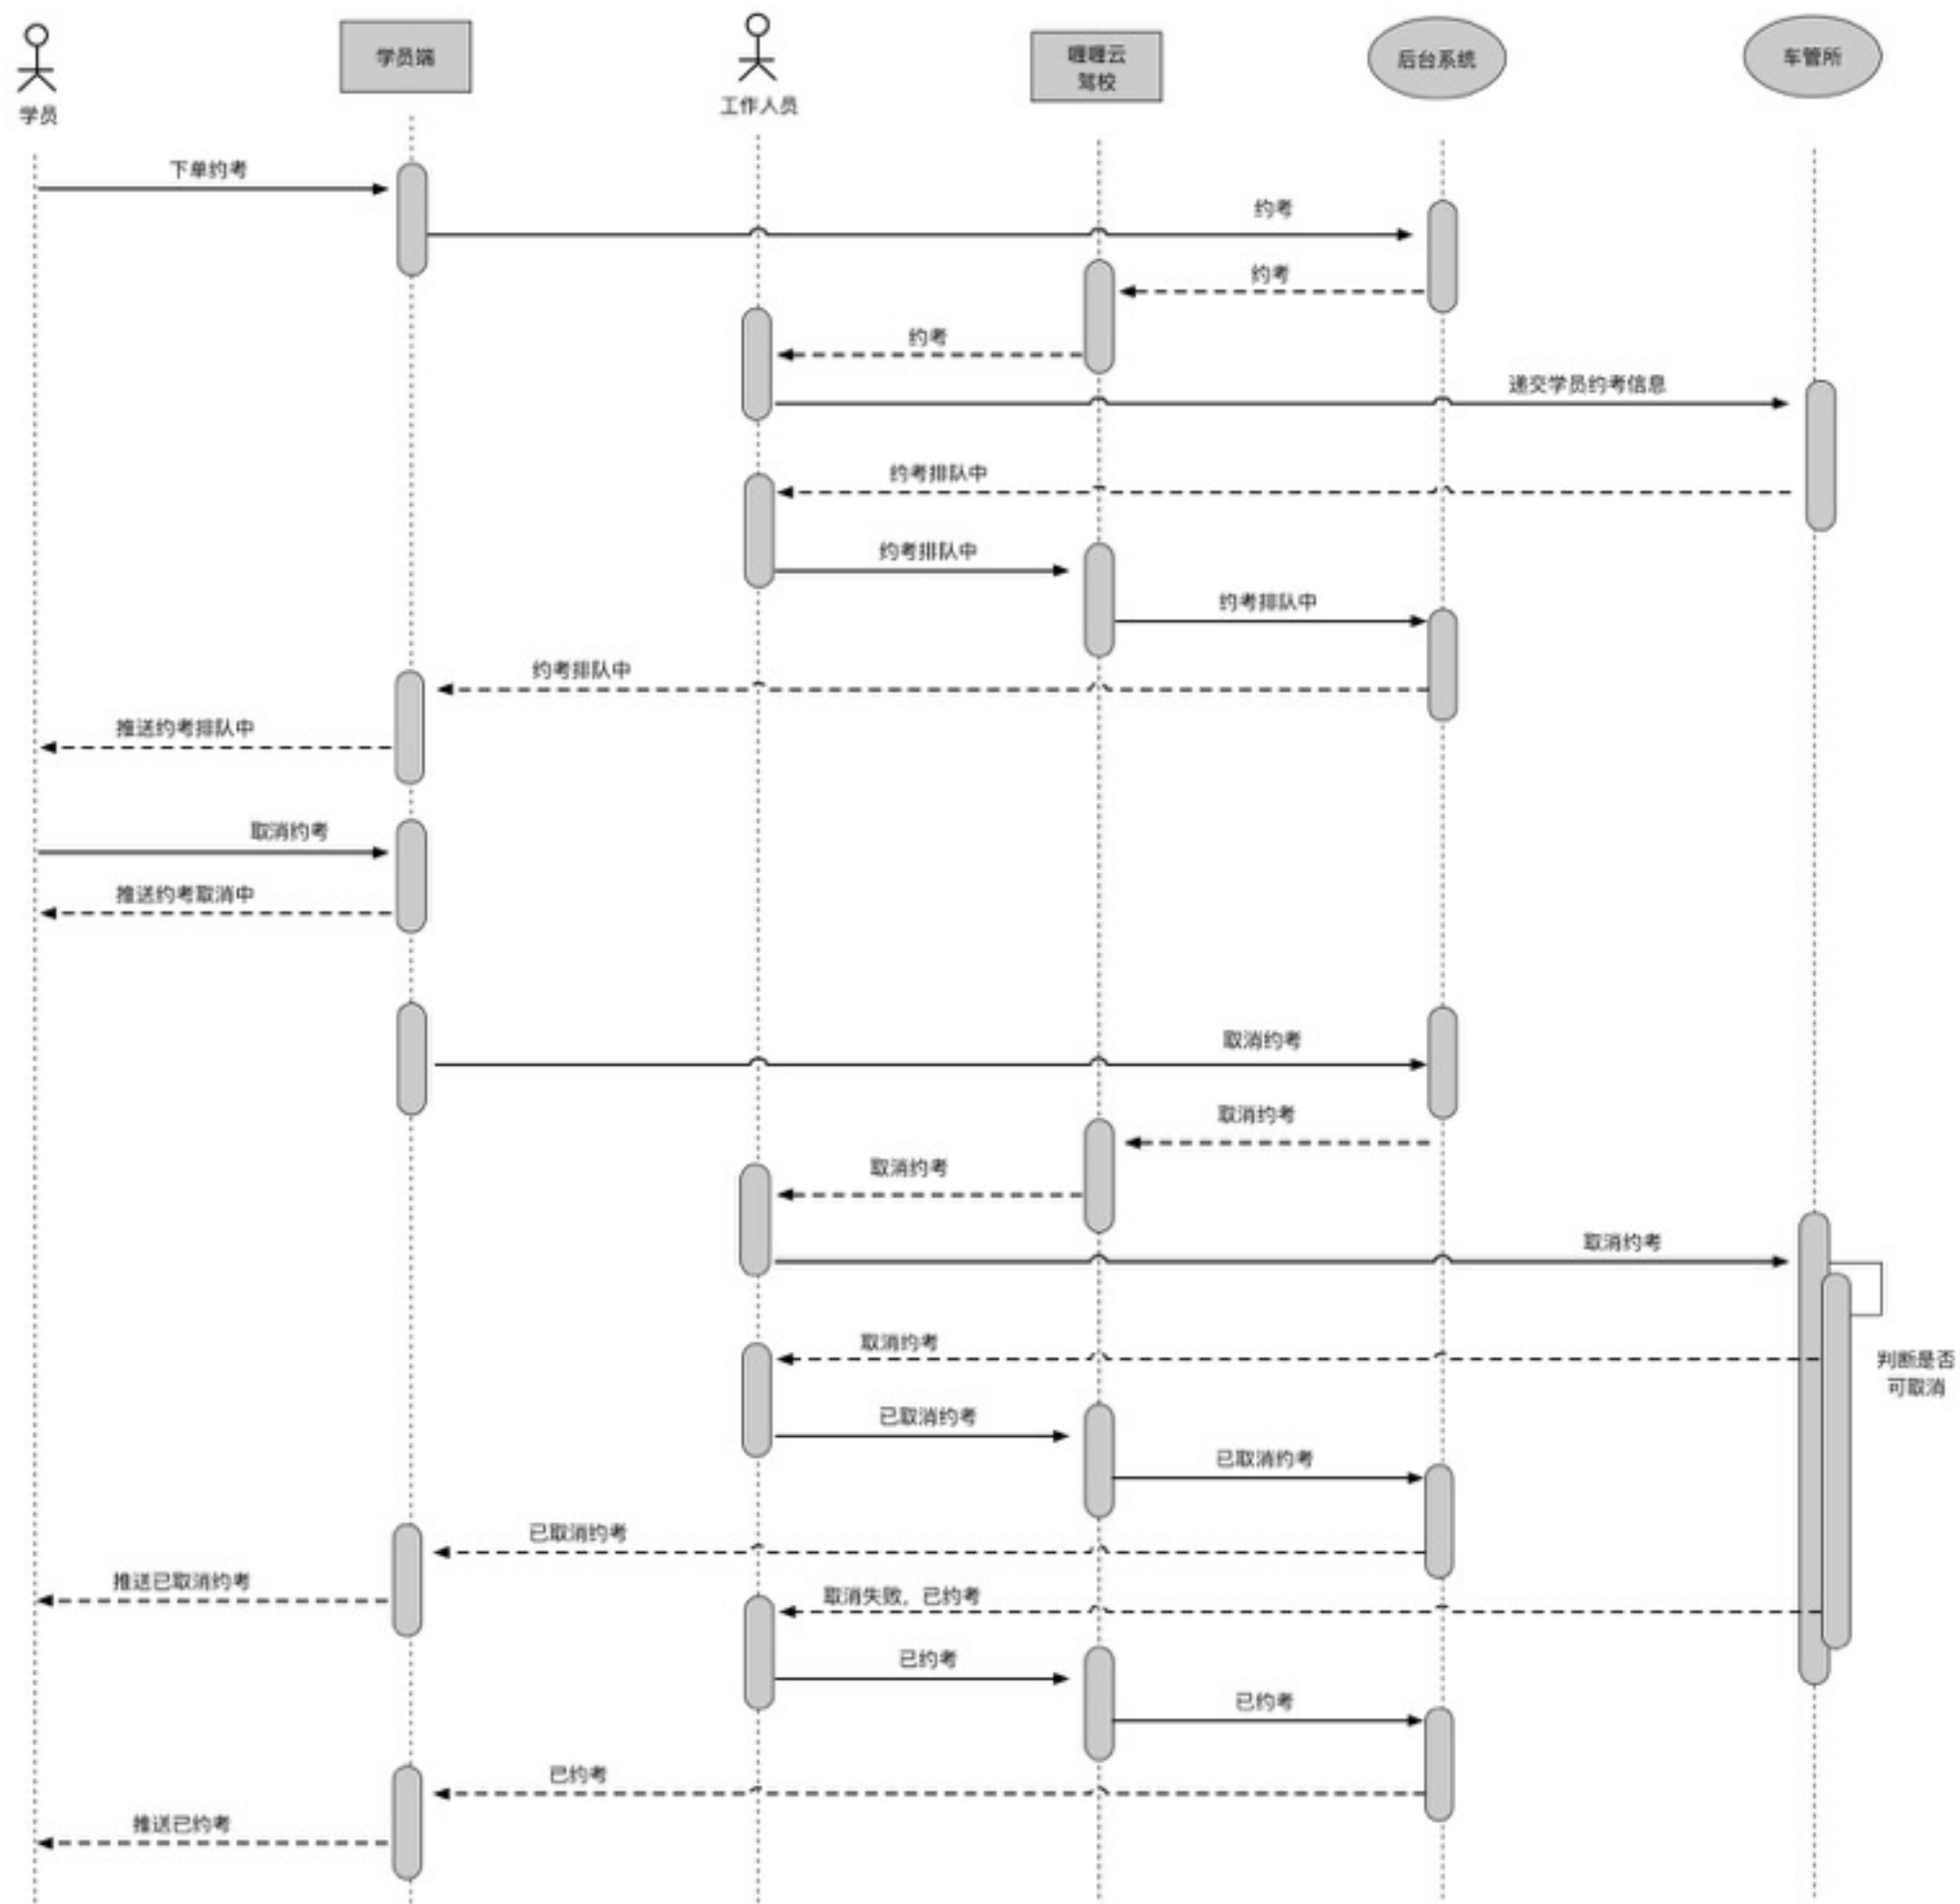 学员
学员端
工作人员
喱喱云
驾校
后台系统
车管所
下单约考
约考
约考
约考
递交学员约考信息
约考排队中
约考排队中
约考排队中
约考排队中
推送约考排队中
取消约考
推送约考取消中
取消约考
取消约考
取消约考
取消约考
取消约考
判断是否
可取消
已取消约考
已取消约考
已取消约考
推送已取消约考
取消失败，已约考
已约考
已约考
已约考
推送已约考